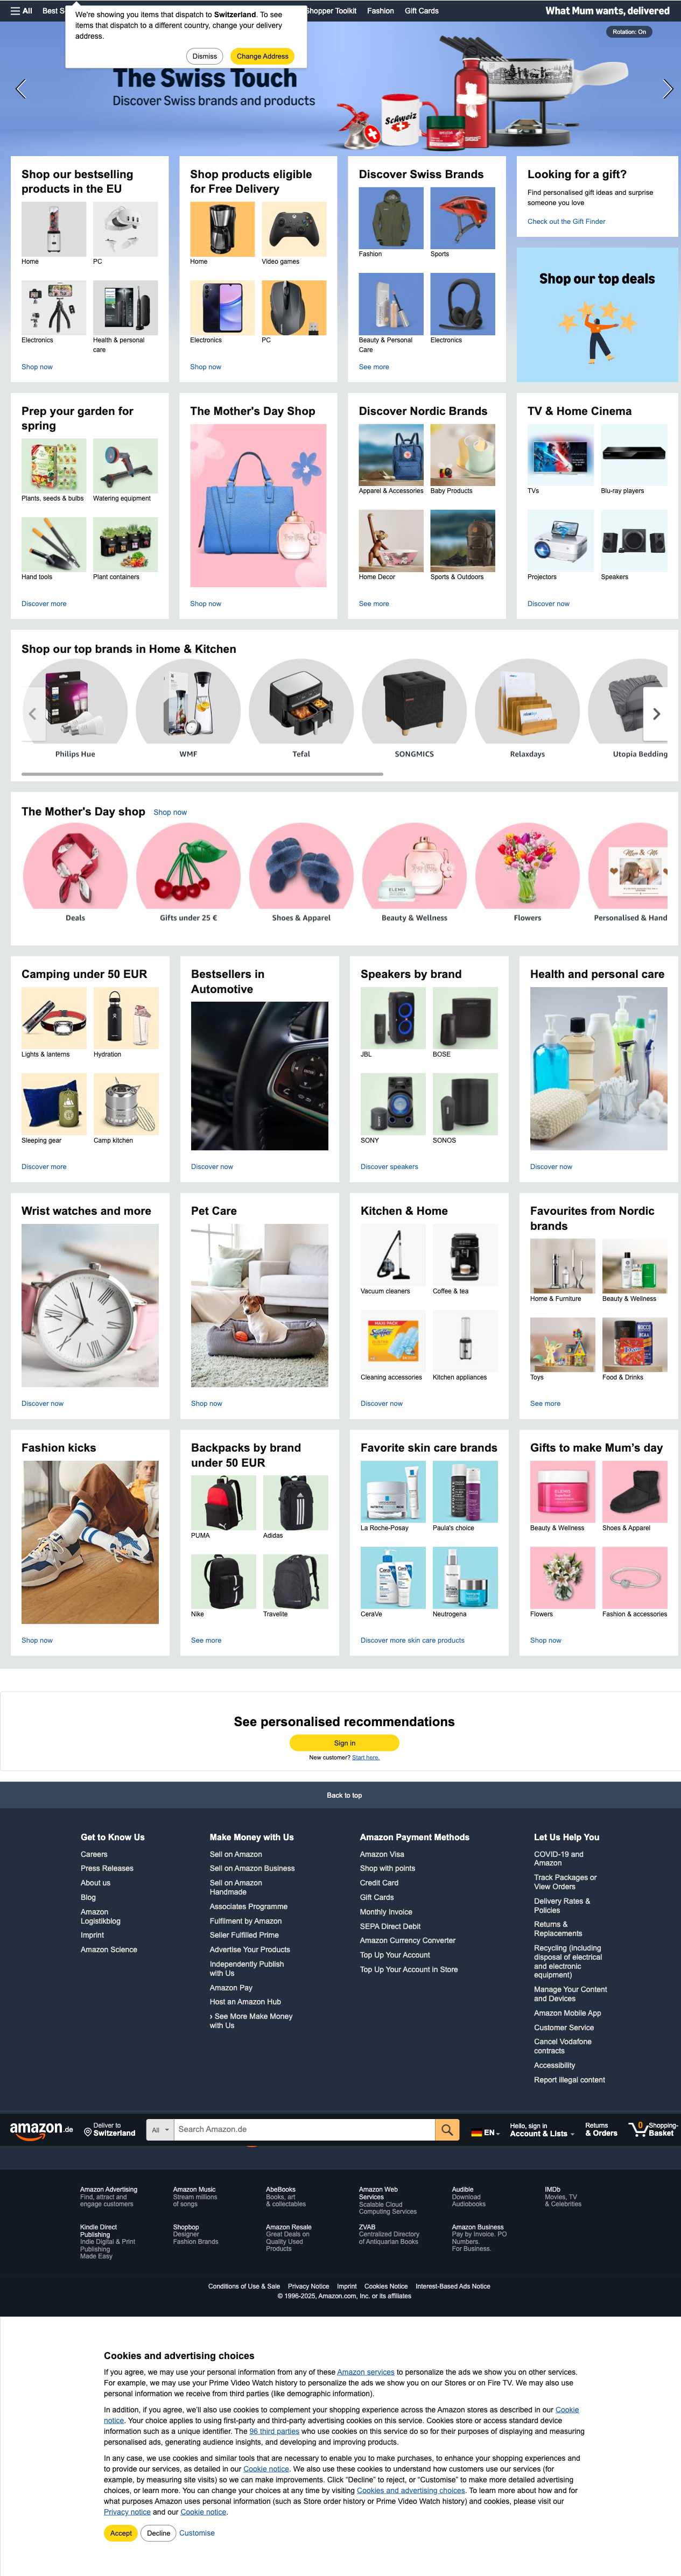 All
Best S
hopper Toolkit
Fashion
Gift Cards
What Mum wants, delivered
We're showing you items that dispatch to Switzerland. To see
items that dispatch to a different country, change your delivery
address.
Dismiss
Change Address
Rotation: On
The Swiss Touch
Discover Swiss brands and products
Schweiz
Shop our bestselling
products in the EU
Home
PC
Electronics
Health & personal
care
Shop now
Shop products eligible
for Free Delivery
Home
Video games
Electronics
PC
Shop now
Discover Swiss Brands
Fashion
Sports
Beauty & Personal
Care
Electronics
See more
Looking for a gift?
Find personalised gift ideas and surprise
someone you love
Check out the Gift Finder
Shop our top deals
Prep your garden for
spring
Plants, seeds & bulbs
Watering equipment
Hand tools
Plant containers
Discover more
The Mother's Day Shop
Shop now
Discover Nordic Brands
Apparel & Accessories
Baby Products
Home Decor
Sports & Outdoors
See more
TV & Home Cinema
TVs
Blu-ray players
Projectors
Speakers
Discover now
Shop our top brands in Home & Kitchen
Philips Hue
WMF
Tefal
SONGMICS
Relaxdays
Utopia Bedding
The Mother's Day shop
Shop now
Deals
Gifts under 25 €
Shoes & Apparel
Beauty & Wellness
Flowers
Personalised & Hand
Camping under 50 EUR
Lights & lanterns
Hydration
Sleeping gear
Camp kitchen
Discover more
Bestsellers in
Automotive
Discover now
Speakers by brand
JBL
BOSE
SONY
SONOS
Discover speakers
Health and personal care
Discover now
Wrist watches and more
Discover now
Pet Care
Shop now
Kitchen & Home
Vacuum cleaners
Coffee & tea
Cleaning accessories
Kitchen appliances
Discover now
Favourites from Nordic
brands
Home & Furniture
Beauty & Wellness
Toys
Food & Drinks
See more
Fashion kicks
Shop now
Backpacks by brand
under 50 EUR
PUMA
Adidas
Nike
Travelite
See more
Favorite skin care brands
La Roche-Posay
Paula's choice
CeraVe
Neutrogena
Discover more skin care products
Gifts to make Mum's day
Beauty & Wellness
Shoes & Apparel
Flowers
Fashion & accessories
Shop now
See personalised recommendations
Sign in
New customer? Start here.
Back to top
Get to Know Us
Careers
Press Releases
About us
Blog
Amazon
Logistikblog
Imprint
Amazon Science
Make Money with Us
Sell on Amazon
Sell on Amazon Business
Sell on Amazon
Handmade
Associates Programme
Fulfilment by Amazon
Seller Fulfilled Prime
Advertise Your Products
Independently Publish
with Us
Amazon Pay
Host an Amazon Hub
› See More Make Money
with Us
Amazon Payment Methods
Amazon Visa
Shop with points
Credit Card
Gift Cards
Monthly Invoice
SEPA Direct Debit
Amazon Currency Converter
Top Up Your Account
Top Up Your Account in Store
Let Us Help You
COVID-19 and
Amazon
Track Packages or
View Orders
Delivery Rates &
Policies
Returns &
Replacements
Recycling (including
disposal of electrical
and electronic
equipment)
Manage Your Content
and Devices
Amazon Mobile App
Customer Service
Cancel Vodafone
contracts
Accessibility
Report illegal content
amazon.de
Deliver to
Switzerland
All
Search Amazon.de
EN
Hello, sign in
Account & Lists
Returns
& Orders
0
Shopping-
Basket
Amazon Advertising
Find, attract and
engage customers
Amazon Music
Stream millions
of songs
AbeBooks
Books, art
& collectables
Amazon Web
Services
Scalable Cloud
Computing Services
Audible
Download
Audiobooks
IMDb
Movies, TV
& Celebrities
Kindle Direct
Publishing
Indie Digital & Print
Publishing
Made Easy
Shopbop
Designer
Fashion Brands
Amazon Resale
Great Deals on
Quality Used
Products
ZVAB
Centralized Directory
of Antiquarian Books
Amazon Business
Pay by Invoice. PO
Numbers.
For Business.
Conditions of Use & Sale
Privacy Notice
Imprint
Cookies Notice
Interest-Based Ads Notice
© 1996-2025, Amazon.com, Inc. or its affiliates
Cookies and advertising choices
If you agree, we may use your personal information from any of these Amazon services to personalize the ads we show you on other services.
For example, we may use your Prime Video Watch history to personalize the ads we show you on our Stores or on Fire TV. We may also use
personal information we receive from third parties (like demographic information).
In addition, if you agree, we'll also use cookies to complement your shopping experience across the Amazon stores as described in our Cookie
notice. Your choice applies to using first-party and third-party advertising cookies on this service. Cookies store or access standard device
information such as a unique identifier. The 96 third parties who use cookies on this service do so for their purposes of displaying and measuring
personalised ads, generating audience insights, and developing and improving products.
In any case, we use cookies and similar tools that are necessary to enable you to make purchases, to enhance your shopping experiences and
to provide our services, as detailed in our Cookie notice. We also use these cookies to understand how customers use our services (for
example, by measuring site visits) so we can make improvements. Click "Decline" to reject, or "Customise" to make more detailed advertising
choices, or learn more. You can change your choices at any time by visiting Cookies and advertising choices. To learn more about how and for
what purposes Amazon uses personal information (such as Store order history or Prime Video Watch history) and cookies, please visit our
Privacy notice and our Cookie notice.
Accept
Decline
Customise